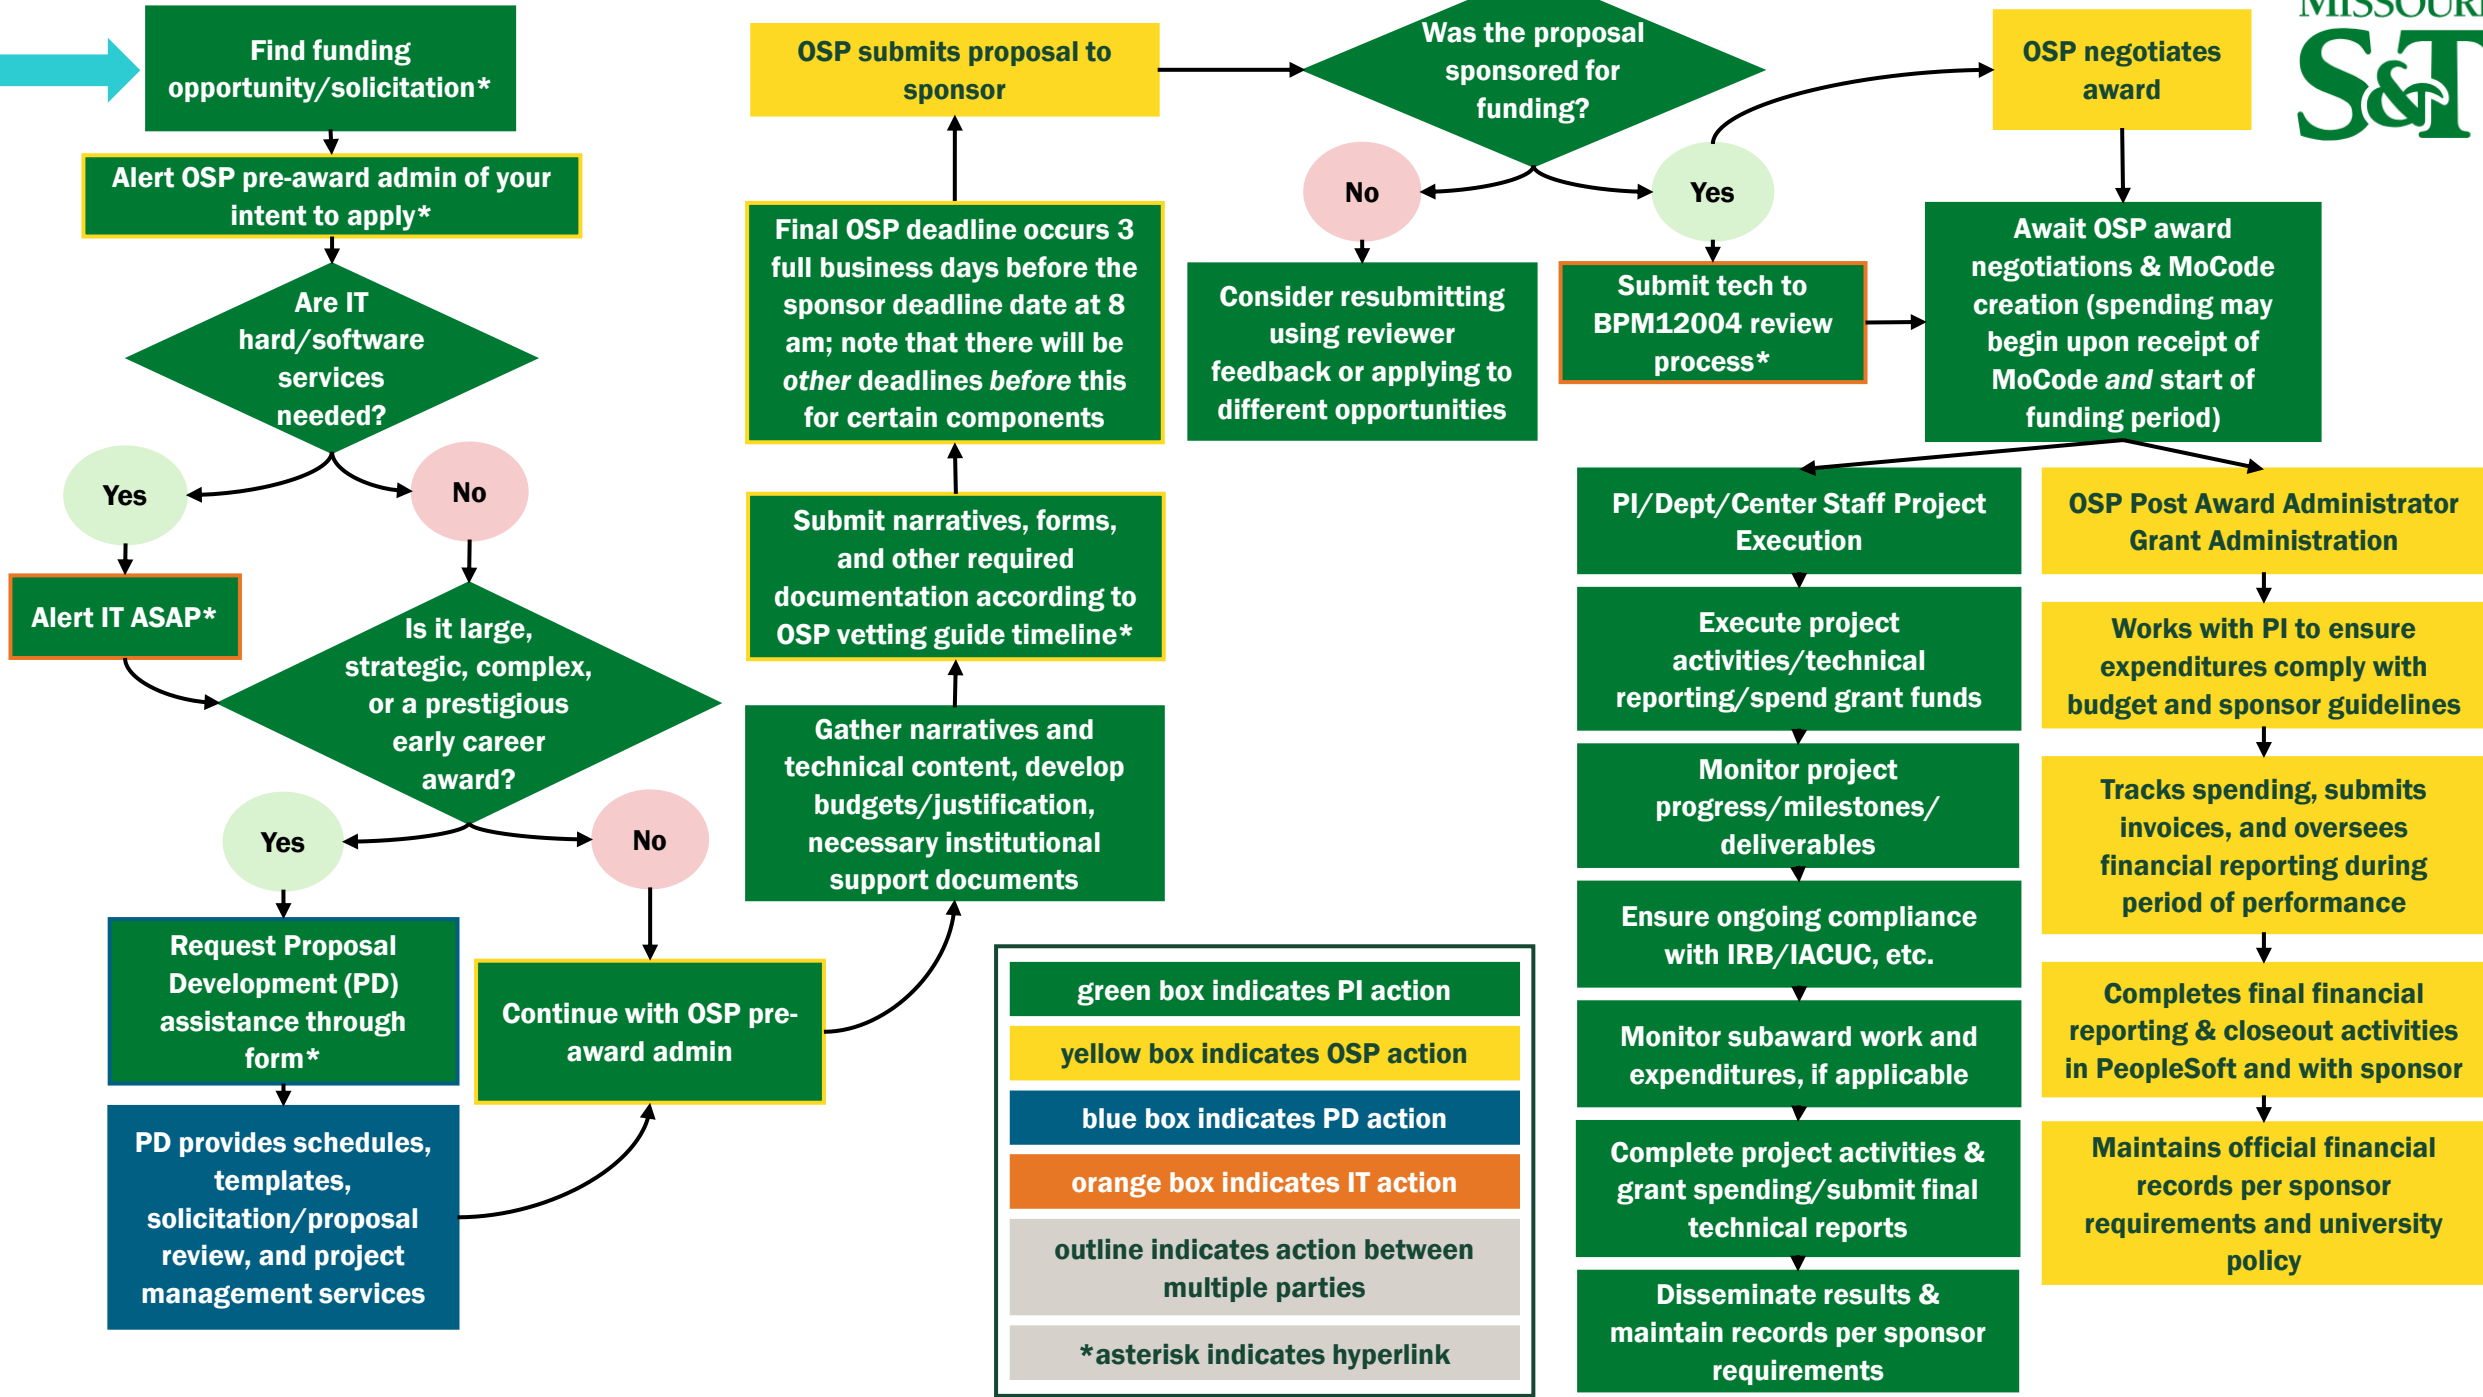 Find funding
opportunity/solicitation*
Alert OSP pre-award admin of your
intent to apply*
Are IT
hard/software
services
needed?
Yes
No
Alert IT ASAP*
Is it large,
strategic, complex,
or a prestigious
early career
award?
Yes
No
Request Proposal
Development (PD)
assistance through
form*
PD provides schedules,
templates,
solicitation/proposal
review, and project
management services
Continue with OSP pre-
award admin
Gather narratives and
technical content, develop
budgets/justification,
necessary institutional
support documents
Submit narratives, forms,
and other required
documentation according to
OSP vetting guide timeline*
Final OSP deadline occurs 3
full business days before the
sponsor deadline date at 8
am; note that there will be
other deadlines before this
for certain components
OSP submits proposal to
sponsor
Was the proposal
sponsored for
funding?
No
Yes
Consider resubmitting
using reviewer
feedback or applying to
different opportunities
Submit tech to
BPM12004 review
process*
OSP negotiates
award
Await OSP award
negotiations & MoCode
creation (spending may
begin upon receipt of
MoCode and start of
funding period)
PI/Dept/Center Staff Project
Execution
Execute project
activities/technical
reporting/spend grant funds
Monitor project
progress/milestones/
deliverables
Ensure ongoing compliance
with IRB/IACUC, etc.
Monitor subaward work and
expenditures, if applicable
Complete project activities &
grant spending/submit final
technical reports
Disseminate results &
maintain records per sponsor
requirements
OSP Post Award Administrator
Grant Administration
Works with PI to ensure
expenditures comply with
budget and sponsor guidelines
Tracks spending, submits
invoices, and oversees
financial reporting during
period of performance
Completes final financial
reporting & closeout activities
in PeopleSoft and with sponsor
Maintains official financial
records per sponsor
requirements and university
policy
green box indicates PI action
yellow box indicates OSP action
blue box indicates PD action
orange box indicates IT action
outline indicates action between
multiple parties
*asterisk indicates hyperlink
MISSOURI
S&T